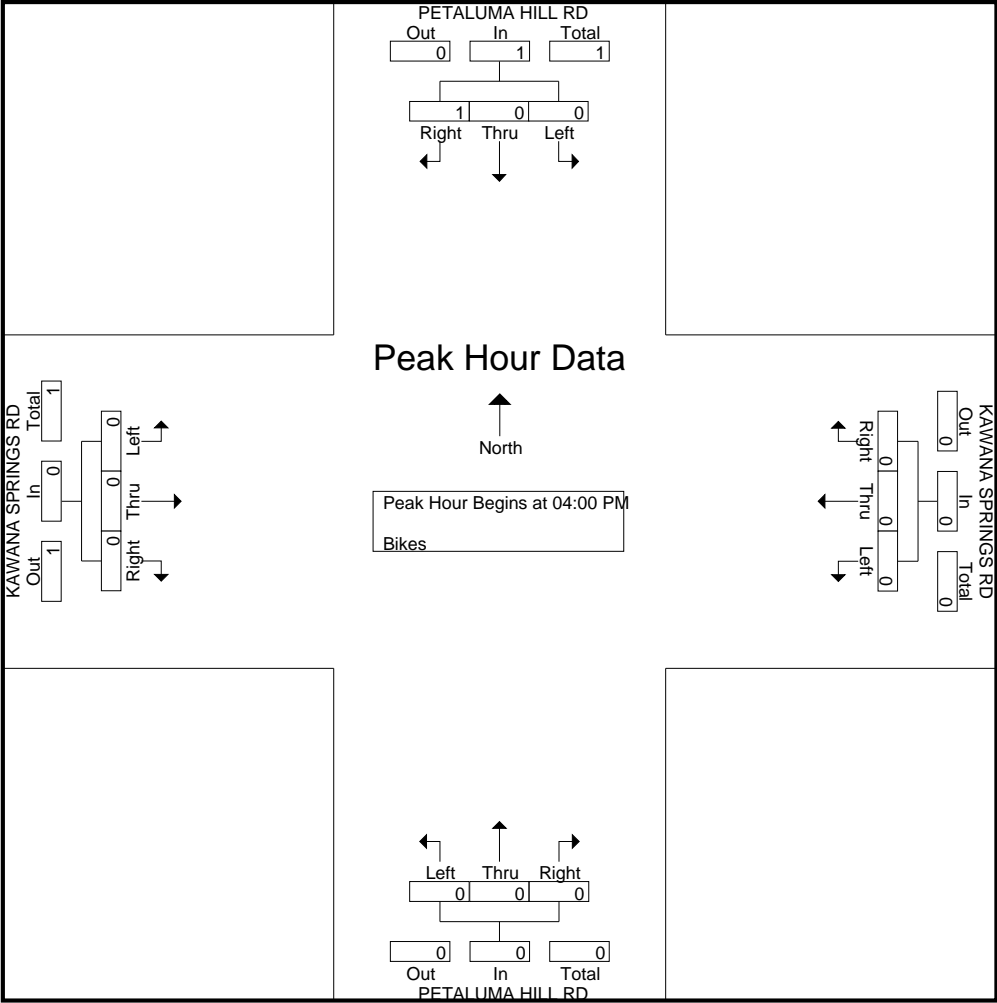 PETALUMA HILL RD
Out In Total
0 1 1
1 0 0
Right Thru Left
Peak Hour Data
North
Peak Hour Begins at 04:00 PM
Bikes
KAWANA SPRINGS RD
Total In Out
1 0 1
0 0 0
Left Thru Right
KAWANA SPRINGS RD
Out In Total
0 0 0
0 0 0
Right Thru Left
Left Thru Right
0 0 0
0 0 0
Out In Total
PETALUMA HILL RD